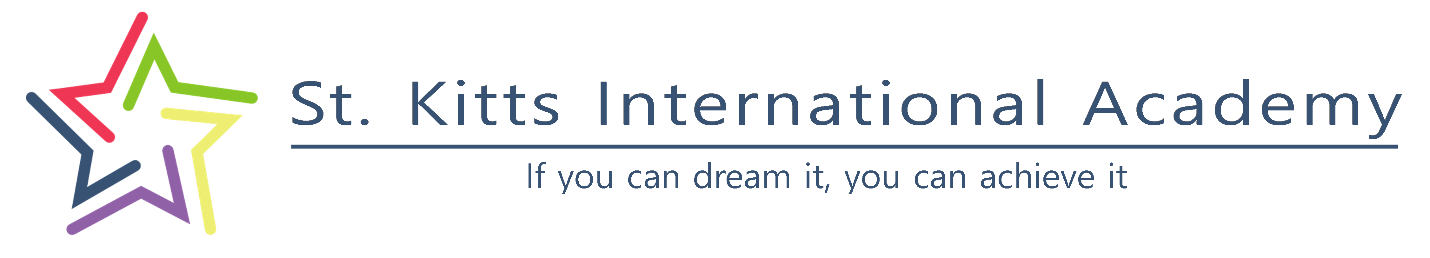 St. Kitts International Academy
If you can dream it, you can achieve it